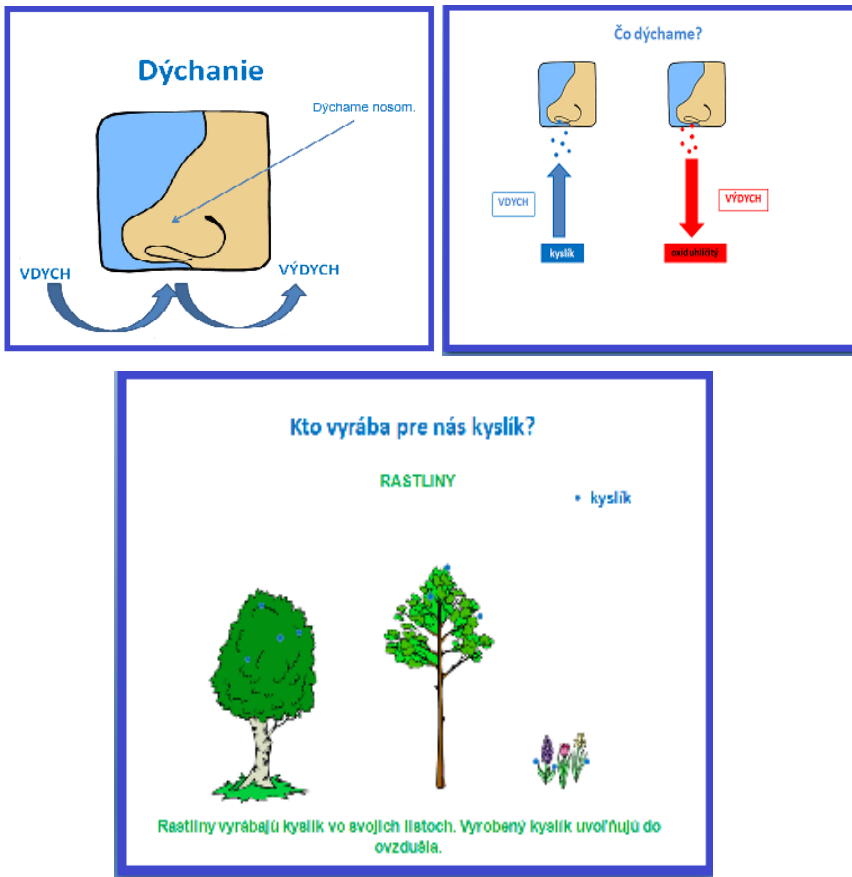 Dýchanie
Dýchame nosom.
VDYCH
VÝDYCH
Čo dýchame?
VDYCH
VÝDYCH
kyslík
oxid uhličitý
Kto vyrába pre nás kyslík?
RASTLINY
• kyslík
Rastliny vyrábajú kyslík vo svojich listoch. Vyrobený kyslík uvoľňujú do
ovzdušia.